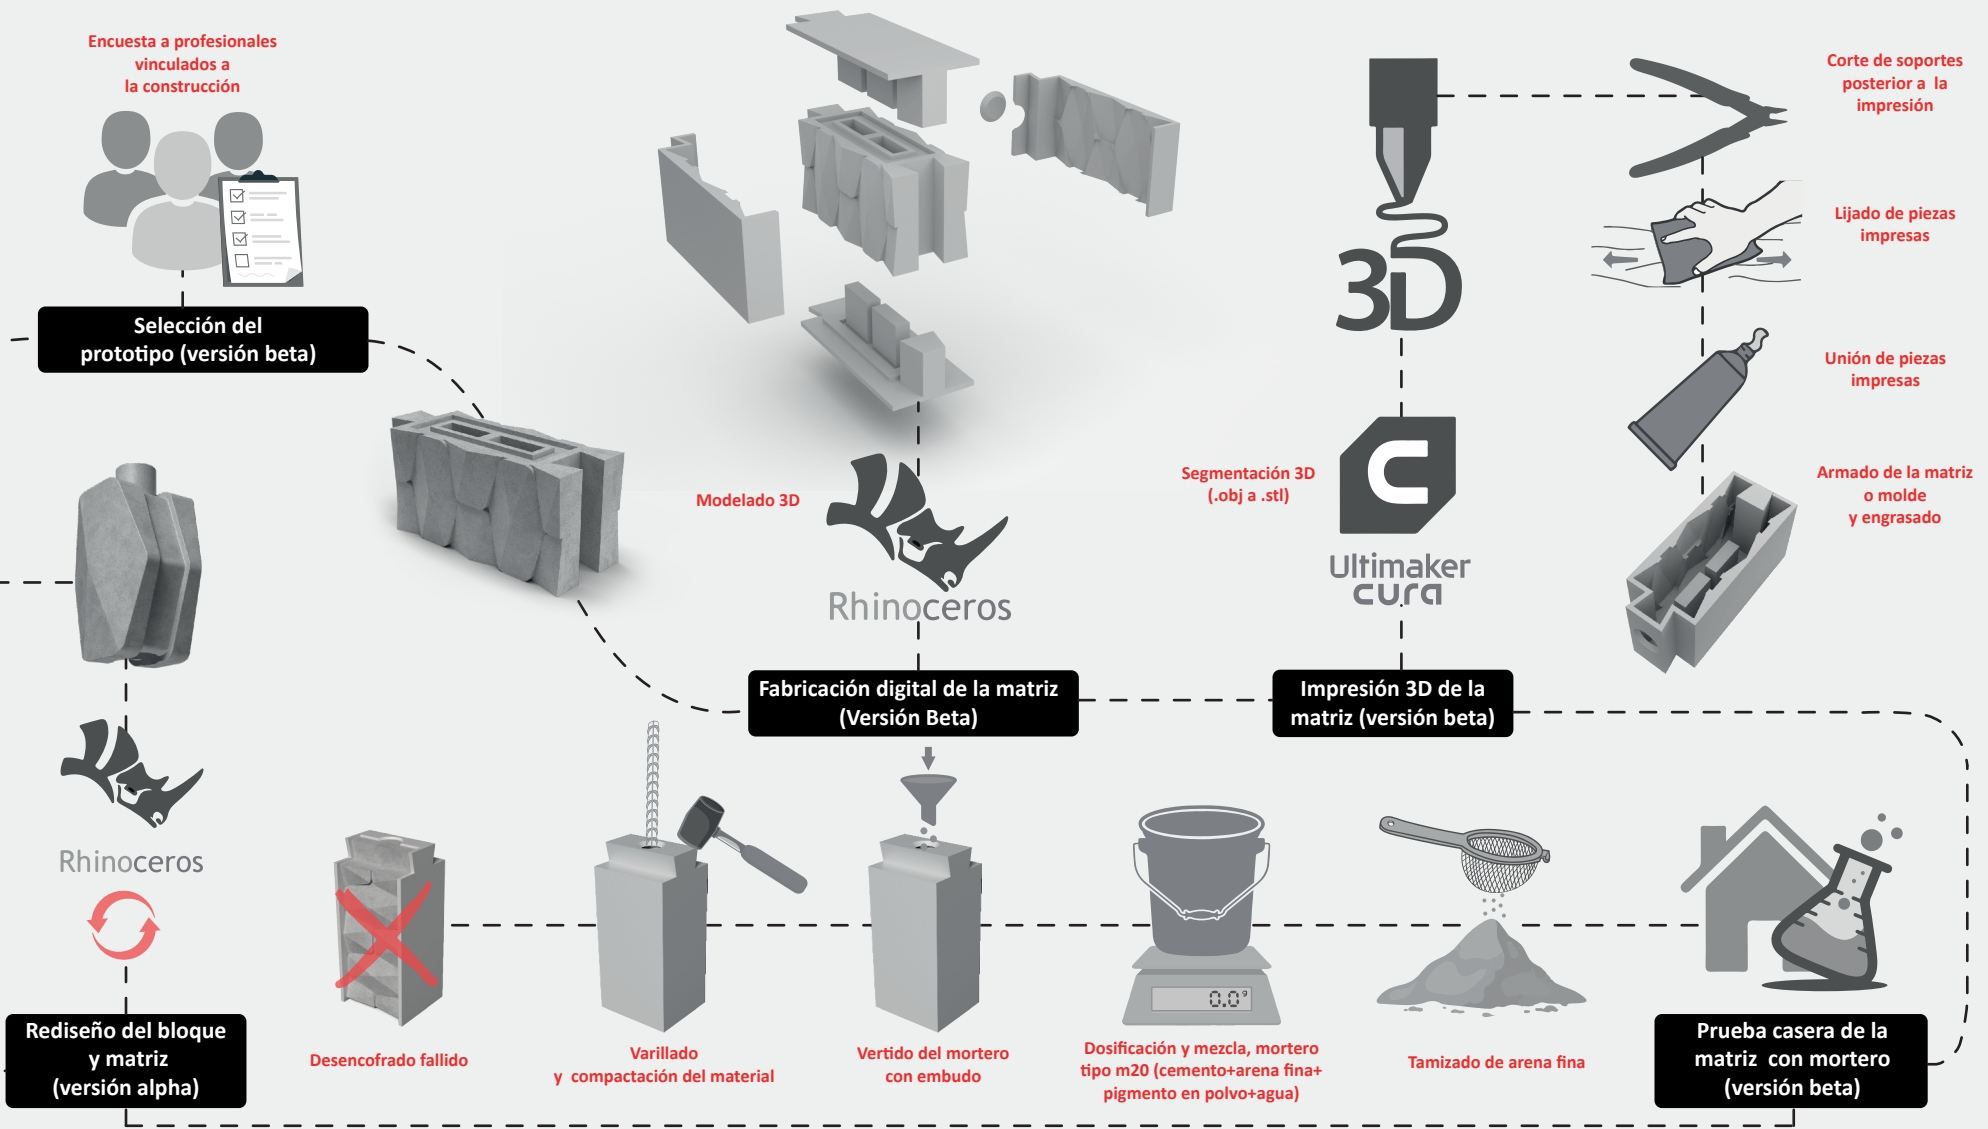 Encuesta a profesionales
vinculados a
la construcción
Selección del
prototipo (versión beta)
Modelado 3D
Rhinoceros
Fabricación digital de la matriz
(Versión Beta)
3D
Segmentación 3D
(.obj a .stl)
Ultimaker
cura
Impresión 3D de la
matriz (versión beta)
Corte de soportes
posterior a  la
impresión
Lijado de piezas
impresas
Unión de piezas
impresas
Armado de la matriz
o molde
y engrasado
Prueba casera de la
matriz  con mortero
(versión beta)
Tamizado de arena fina
0.0g
Dosificación y mezcla, mortero
tipo m20 (cemento+arena fina+
pigmento en polvo+agua)
Vertido del mortero
con embudo
Varillado
y  compactación del material
Desencofrado fallido
Rhinoceros
Rediseño del bloque
y matriz
(versión alpha)